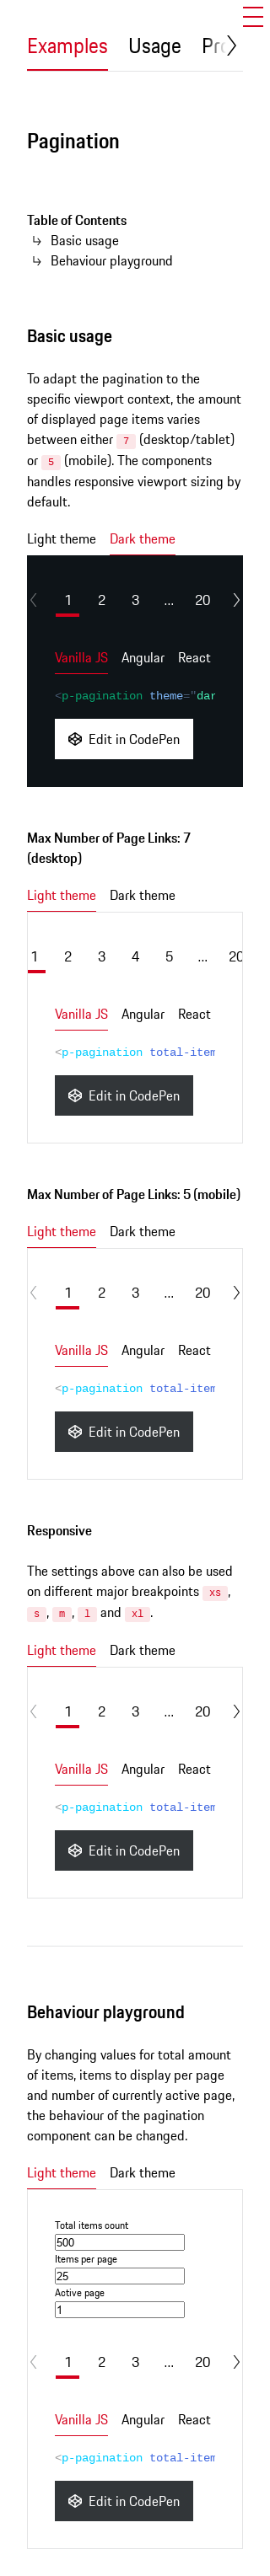 Examples Usage
Pagination
Table of Contents
↳ Basic usage
↳ Behaviour playground
Basic usage
To adapt the pagination to the
specific viewport context, the amount
of displayed page items varies
between either 7 (desktop/tablet)
or 5 (mobile). The components
handles responsive viewport sizing by
default.
Light theme Dark theme
1 2 3 ... 20
Vanilla JS Angular React
<p-pagination theme="dar
Edit in CodePen
Max Number of Page Links: 7
(desktop)
Light theme Dark theme
1 2 3 4 5 ... 20
Vanilla JS Angular React
<p-pagination total-item
Edit in CodePen
Max Number of Page Links: 5 (mobile)
Light theme Dark theme
1 2 3 ... 20
Vanilla JS Angular React
<p-pagination total-item
Edit in CodePen
Responsive
The settings above can also be used
on different major breakpoints xs,
s, m, l and xl.
Light theme Dark theme
1 2 3 ... 20
Vanilla JS Angular React
<p-pagination total-item
Edit in CodePen
Behaviour playground
By changing values for total amount
of items, items to display per page
and number of currently active page,
the behaviour of the pagination
component can be changed.
Light theme Dark theme
Total items count
500
Items per page
25
Active page
1
1 2 3 ... 20
Vanilla JS Angular React
<p-pagination total-item
Edit in CodePen